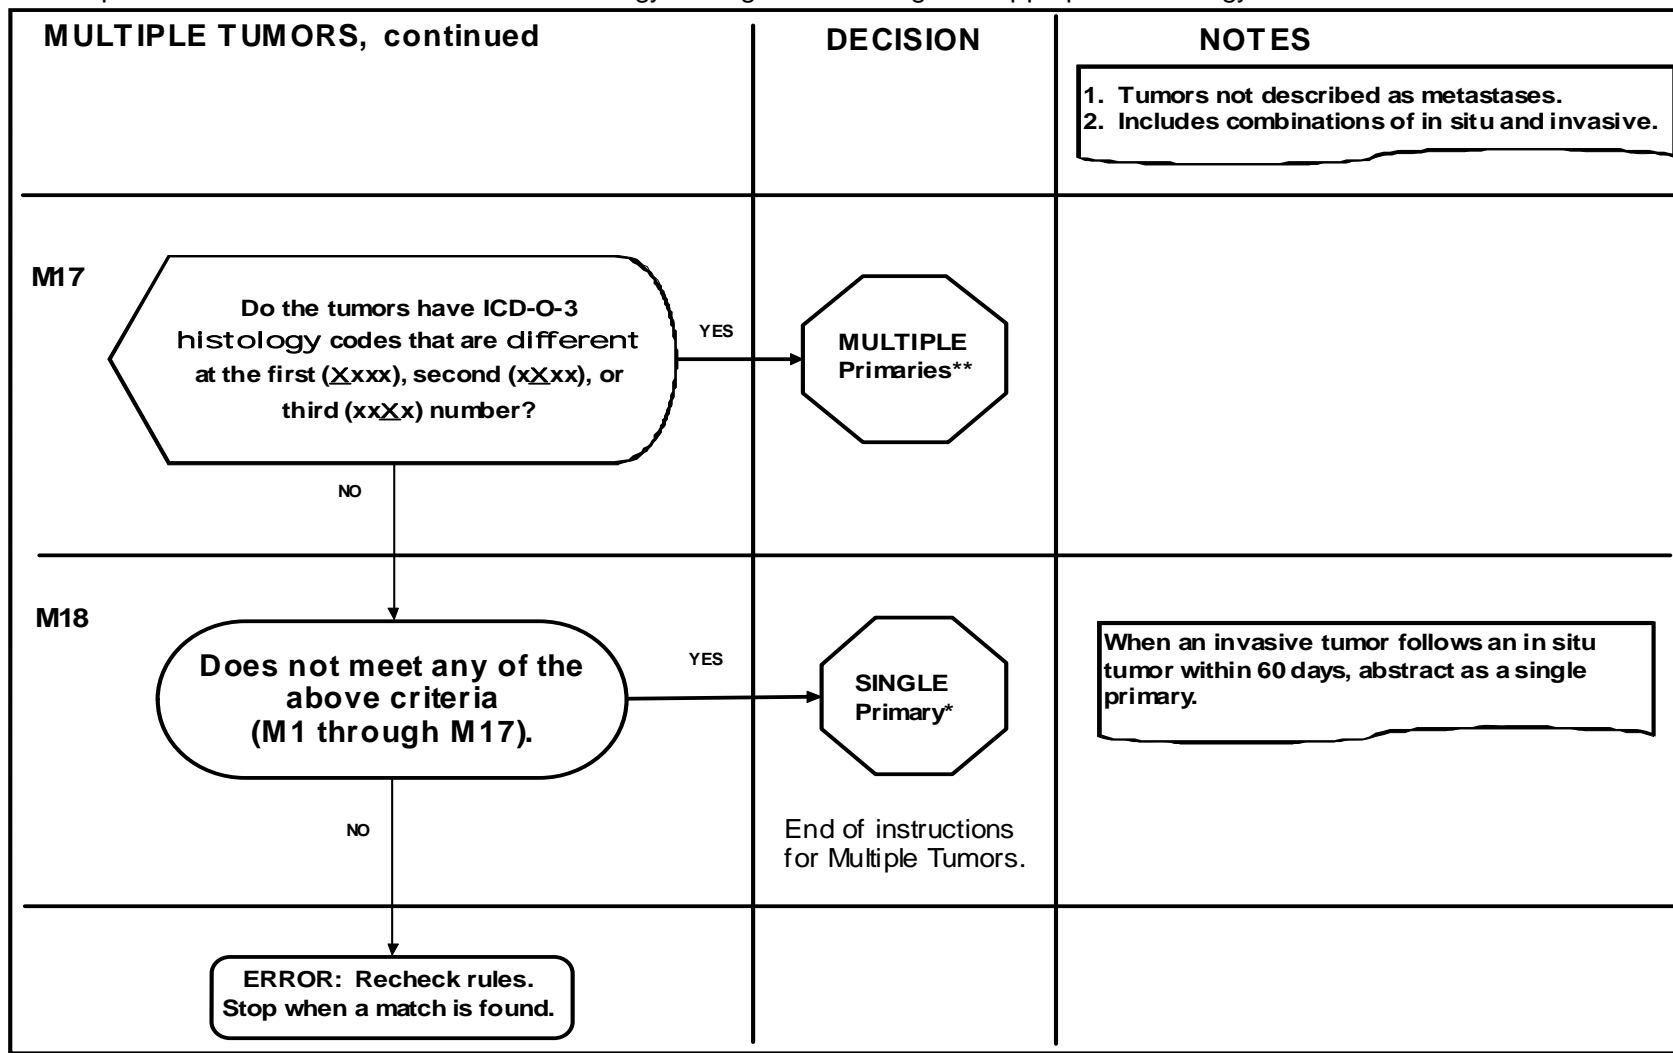 MULTIPLE TUMORS, continued
DECISION
NOTES
1. Tumors not described as metastases.
2. Includes combinations of in situ and invasive.
M17
Do the tumors have ICD-O-3
histology codes that are different
at the first (Xxxx), second (xXxx), or
third (xxXx) number?
YES
MULTIPLE
Primaries**
NO
M18
Does not meet any of the
above criteria
(M1 through M17).
YES
SINGLE
Primary*
When an invasive tumor follows an in situ
tumor within 60 days, abstract as a single
primary.
NO
End of instructions
for Multiple Tumors.
ERROR: Recheck rules.
Stop when a match is found.